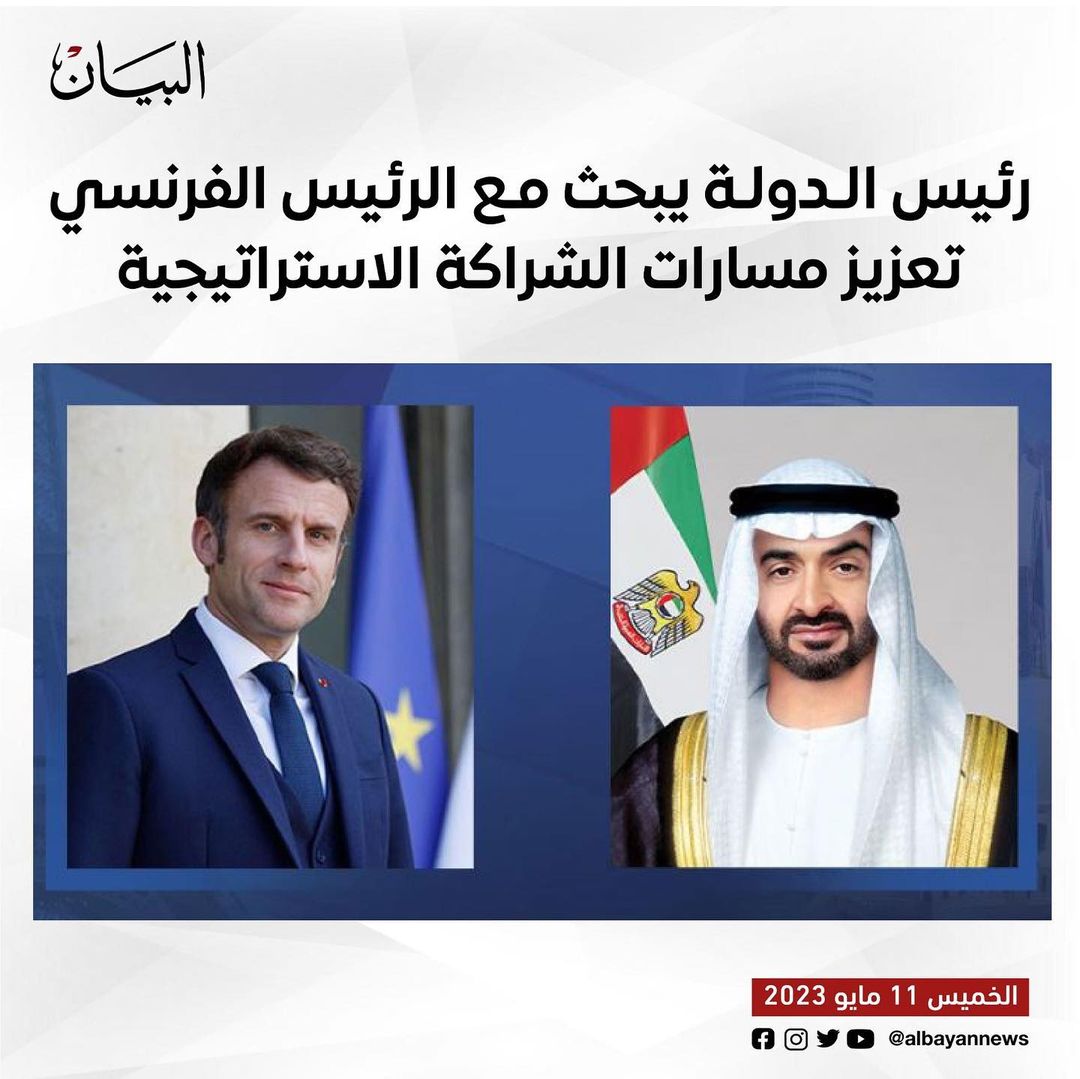 البيان
رئيس الدولة يبحث مع الرئيس الفرنسي
تعزيز مسارات الشراكة الاستراتيجية
الخميس 11 مايو 2023
@albayannews